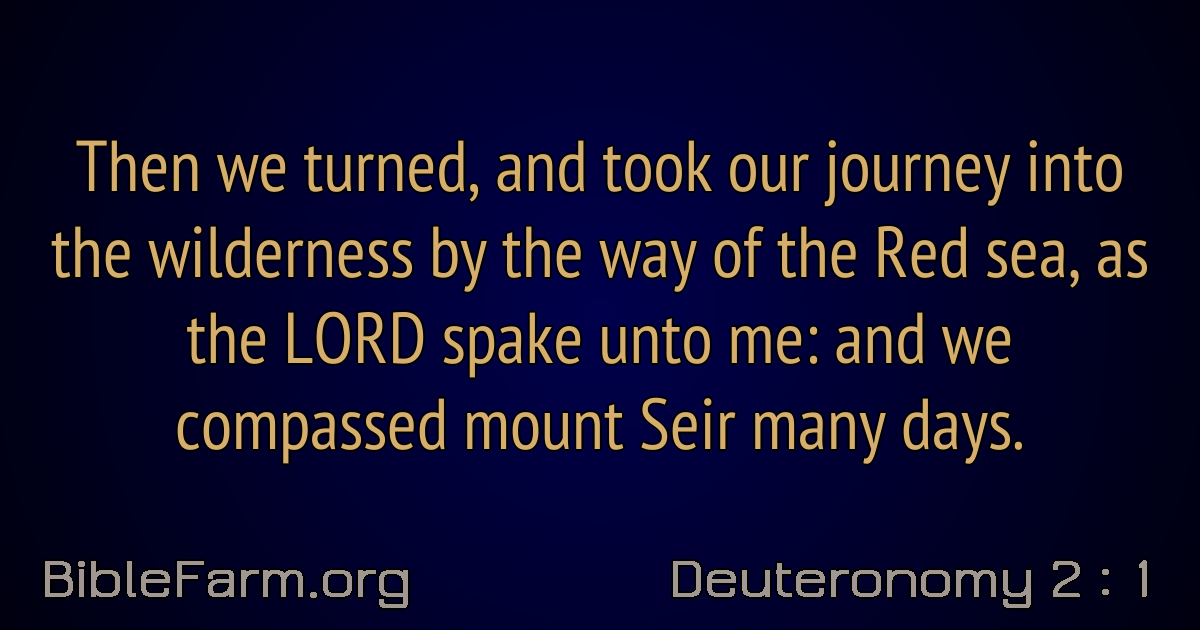 Then we turned, and took our journey into
the wilderness by the way of the Red sea, as
the LORD spake unto me: and we
compassed mount Seir many days.
BibleFarm.org
Deuteronomy 2 : 1